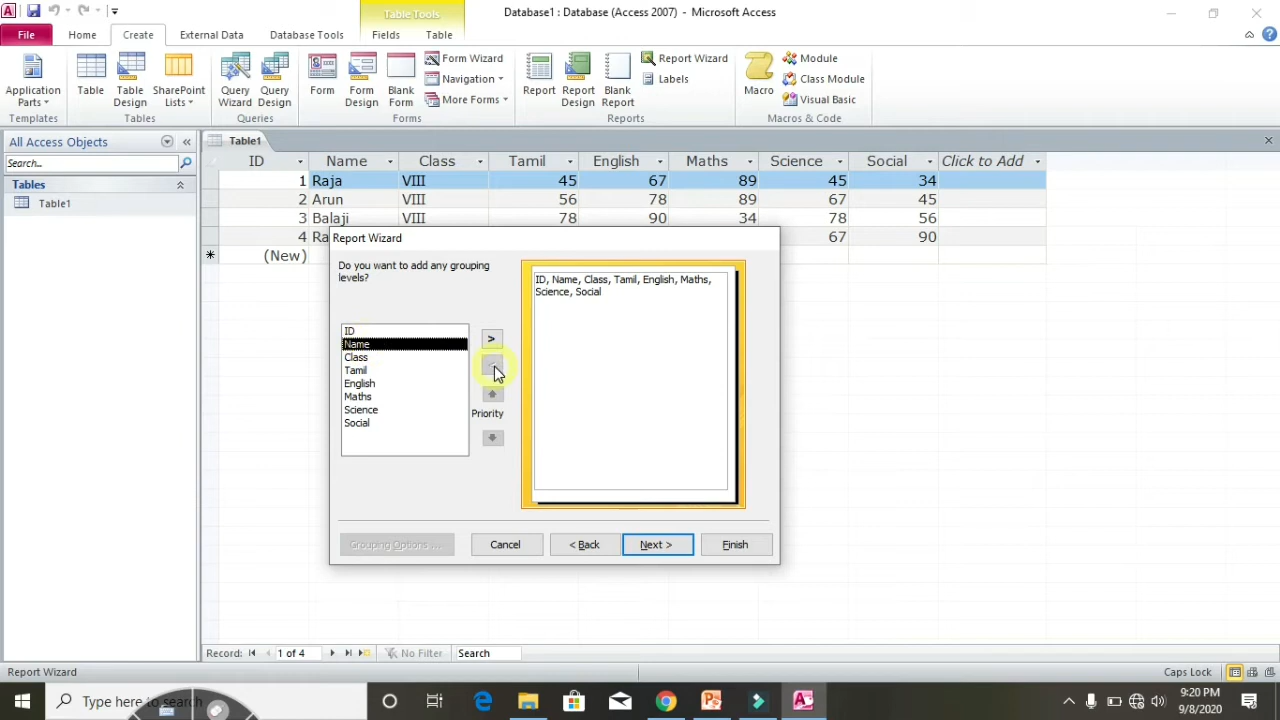 Table Tools
Database1 : Database (Access 2007) - Microsoft Access
File Home Create External Data Database Tools Fields Table
Application Parts Table Table Design SharePoint Lists Query Wizard Query Design Form Form Design Blank Form Form Wizard Navigation More Forms Report Report Design Blank Report Report Wizard Labels Macro Module Class Module Visual Basic
Templates Tables Queries Forms Reports Macros & Code
All Access Objects
Search...
Tables
Table1
Table1
ID Name Class Tamil English Maths Science Social Click to Add
1 Raja VIII 45 67 89 45 34
2 Arun VIII 56 78 89 67 45
3 Balaji VIII 78 90 34 78 56
4 Ra 67 90
(New)
Report Wizard
Do you want to add any grouping
levels?
ID, Name, Class, Tamil, English, Maths,
Science, Social
ID
Name
Class
Tamil
English
Maths
Science
Social
>
Priority
Grouping Options ... Cancel < Back Next > Finish
Record: 1 of 4 No Filter Search
Report Wizard Caps Lock
Type here to search
9:20 PM
9/8/2020